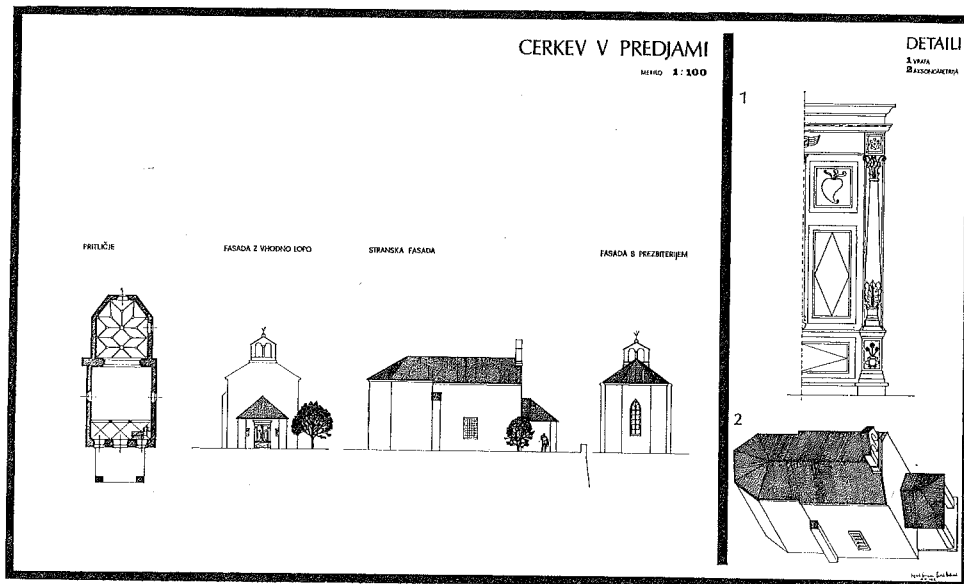 CERKEV V PREDJAMI
MERILO 1:100
PRITLIČJE
FASADA Z VHODNO LOPO
STRANSKA FASADA
FASADA S PREZBITERIJEM
DETAILI
1 VRATA
2 AKSONOMETRIJA
1
2